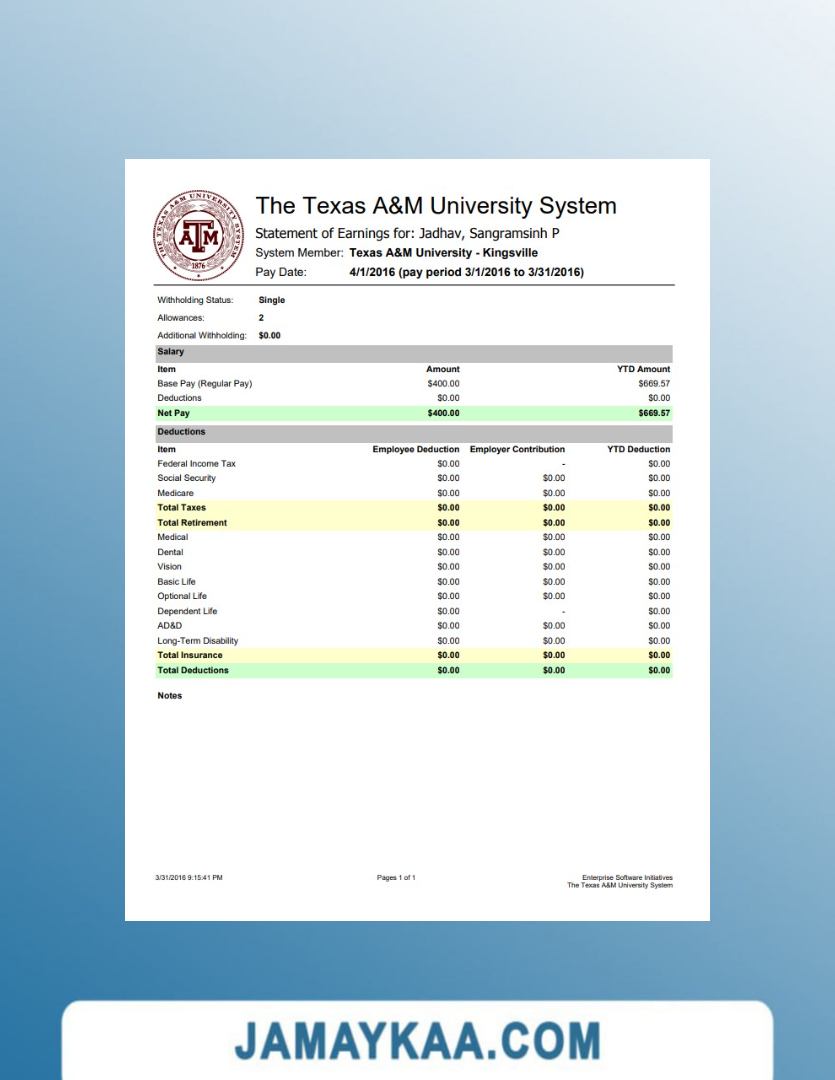 THE TEXAS A&M UNIVERSITY SYSTEM
ATM
1876
The Texas A&M University System
Statement of Earnings for: Jadhav, Sangramsinh P
System Member: Texas A&M University - Kingsville
Pay Date: 4/1/2016 (pay period 3/1/2016 to 3/31/2016)
Withholding Status: Single
Allowances: 2
Additional Withholding: $0.00
Salary
Item Amount YTD Amount
Base Pay (Regular Pay) $400.00 $669.57
Deductions $0.00 $0.00
Net Pay $400.00 $669.57
Deductions
Item Employee Deduction Employer Contribution YTD Deduction
Federal Income Tax $0.00 - $0.00
Social Security $0.00 $0.00 $0.00
Medicare $0.00 $0.00 $0.00
Total Taxes $0.00 $0.00 $0.00
Total Retirement $0.00 $0.00 $0.00
Medical $0.00 $0.00 $0.00
Dental $0.00 $0.00 $0.00
Vision $0.00 $0.00 $0.00
Basic Life $0.00 $0.00 $0.00
Optional Life $0.00 $0.00 $0.00
Dependent Life $0.00 - $0.00
AD&D $0.00 $0.00 $0.00
Long-Term Disability $0.00 $0.00 $0.00
Total Insurance $0.00 $0.00 $0.00
Total Deductions $0.00 $0.00 $0.00
Notes
3/31/2016 9:15:41 PM Pages 1 of 1 Enterprise Software Initiatives
The Texas A&M University System
JAMAYKAA.COM